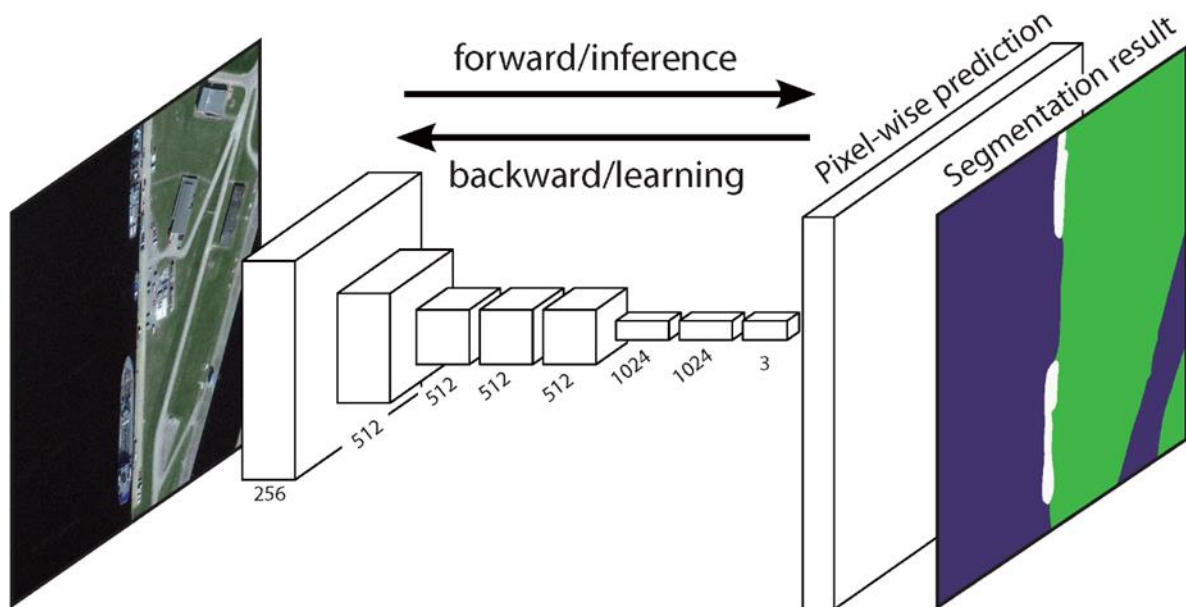 forward/inference
backward/learning
Pixel-wise prediction
Segmentation result
256
512
512
512
512
1024
1024
3